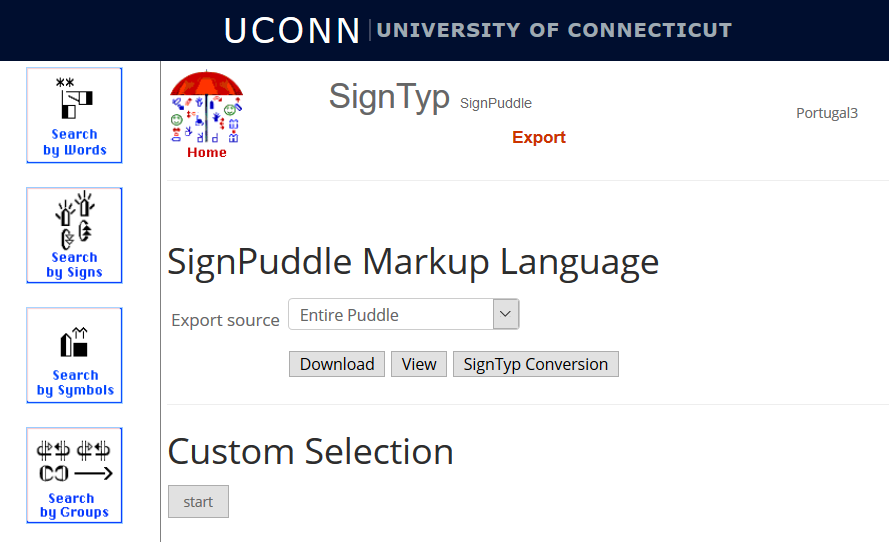 UCONN | UNIVERSITY OF CONNECTICUT
Search
by Words
Search
by Signs
Search
by Symbols
Search
by Groups
Home
SignTyp SignPuddle
Export
Portugal3
SignPuddle Markup Language
Export source Entire Puddle
Download View SignTyp Conversion
Custom Selection
start